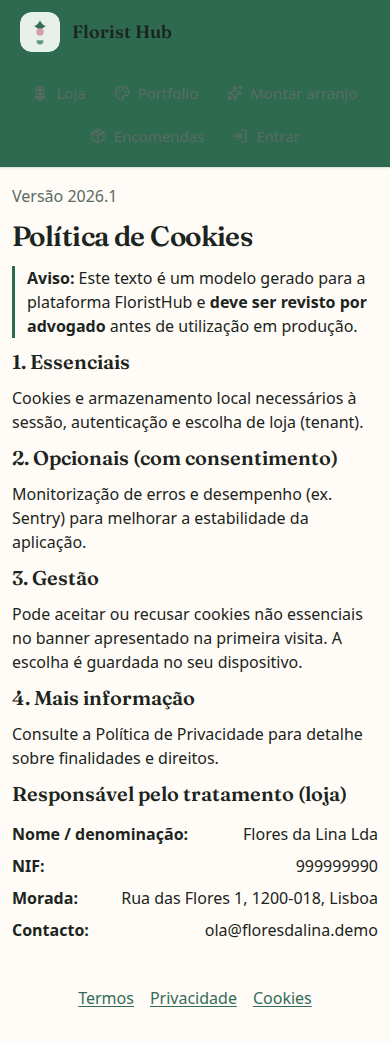 Florist Hub
Loja Portfolio Montar arranjo
Encomendas Entrar
Versão 2026.1
Política de Cookies
Aviso: Este texto é um modelo gerado para a
plataforma FloristHub e deve ser revisto por
advogado antes de utilização em produção.
1. Essenciais
Cookies e armazenamento local necessários à
sessão, autenticação e escolha de loja (tenant).
2. Opcionais (com consentimento)
Monitorização de erros e desempenho (ex.
Sentry) para melhorar a estabilidade da
aplicação.
3. Gestão
Pode aceitar ou recusar cookies não essenciais
no banner apresentado na primeira visita. A
escolha é guardada no seu dispositivo.
4. Mais informação
Consulte a Política de Privacidade para detalhe
sobre finalidades e direitos.
Responsável pelo tratamento (loja)
Nome / denominação: Flores da Lina Lda
NIF: 999999990
Morada: Rua das Flores 1, 1200-018, Lisboa
Contacto: ola@floresdalina.demo
Termos Privacidade Cookies